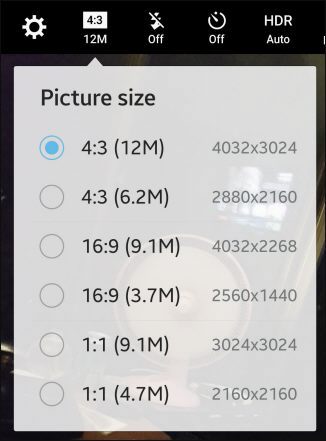 4:3
12M
Off
Off
HDR
Auto
Picture size
4:3 (12M) 4032x3024
4:3 (6.2M) 2880x2160
16:9 (9.1M) 4032x2268
16:9 (3.7M) 2560x1440
1:1 (9.1M) 3024x3024
1:1 (4.7M) 2160x2160